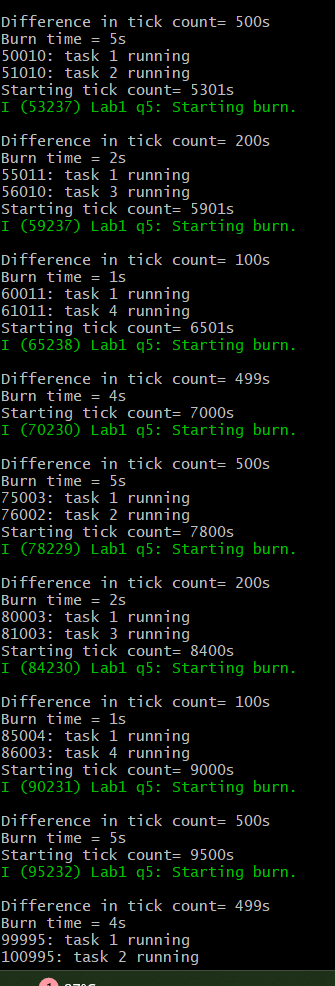 Difference in tick count= 500s
Burn time = 5s
50010: task 1 running
51010: task 2 running
Starting tick count= 5301s
I (53237) Lab1 q5: Starting burn.
Difference in tick count= 200s
Burn time = 2s
55011: task 1 running
56010: task 3 running
Starting tick count= 5901s
I (59237) Lab1 q5: Starting burn.
Difference in tick count= 100s
Burn time = 1s
60011: task 1 running
61011: task 4 running
Starting tick count= 6501s
I (65238) Lab1 q5: Starting burn.
Difference in tick count= 499s
Burn time = 4s
Starting tick count= 7000s
I (70230) Lab1 q5: Starting burn.
Difference in tick count= 500s
Burn time = 5s
75003: task 1 running
76002: task 2 running
Starting tick count= 7800s
I (78229) Lab1 q5: Starting burn.
Difference in tick count= 200s
Burn time = 2s
80003: task 1 running
81003: task 3 running
Starting tick count= 8400s
I (84230) Lab1 q5: Starting burn.
Difference in tick count= 100s
Burn time = 1s
85004: task 1 running
86003: task 4 running
Starting tick count= 9000s
I (90231) Lab1 q5: Starting burn.
Difference in tick count= 500s
Burn time = 5s
Starting tick count= 9500s
I (95232) Lab1 q5: Starting burn.
Difference in tick count= 499s
Burn time = 4s
99995: task 1 running
100995: task 2 running